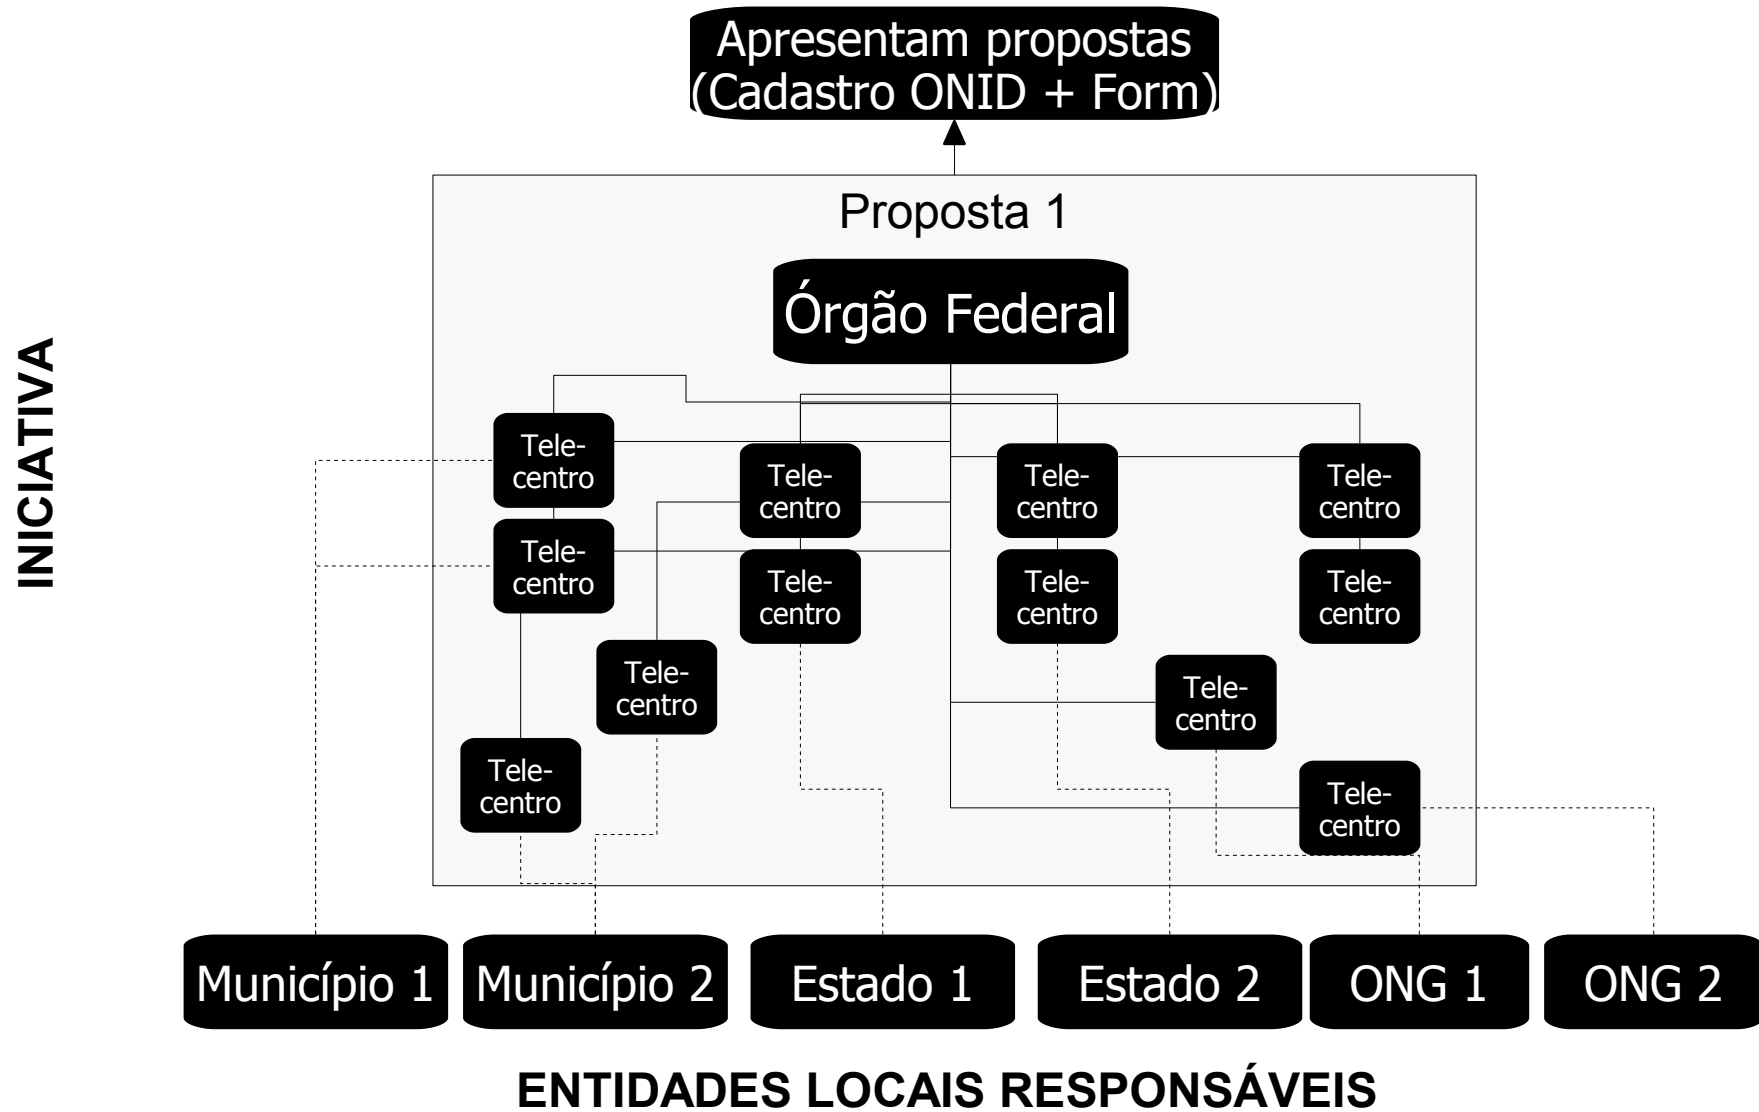 Apresentam propostas
(Cadastro ONID + Form)
Proposta 1
Órgão Federal
INICIATIVA
Tele-
centro
Tele-
centro
Tele-
centro
Tele-
centro
Tele-
centro
Tele-
centro
Tele-
centro
Tele-
centro
Tele-
centro
Tele-
centro
Tele-
centro
Tele-
centro
Município 1
Município 2
Estado 1
Estado 2
ONG 1
ONG 2
ENTIDADES LOCAIS RESPONSÁVEIS